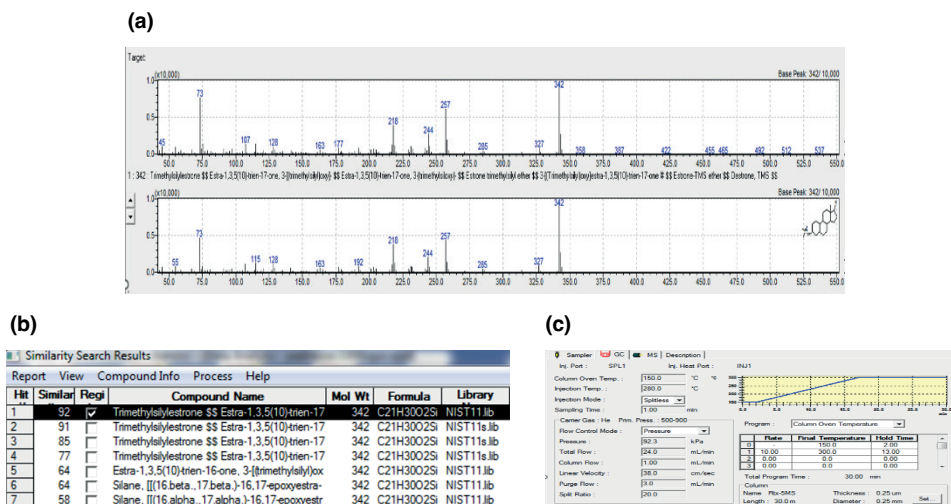 (a)
Target
(x10,000) Base Peak: 342/10,000
1.0
0.5
45 73 107 128 163 177 218 244 257 285 327 342 358 387 422 455 465 492 512 537
50.0 75.0 100.0 125.0 150.0 175.0 200.0 225.0 250.0 275.0 300.0 325.0 350.0 375.0 400.0 425.0 450.0 475.0 500.0 525.0 550.0
1 : 342 Trimethylsilylestrone $$ Estra-1,3,5(10)-trien-17-one, 3-[(trimethylsilyl)oxy]- $$ Estra-1,3,5(10)-trien-17-one, 3-(trimethylsiloxy)- $$ Estrone trimethylsilyl ether $$ 3-[(Trimethylsilyl)oxy]estra-1,3,5(10)-trien-17-one # $$ Estrone-TMS ether $$ Destrone, TMS $$
(x10,000) Base Peak: 342/10,000
1.0
0.5
55 73 115 128 163 192 218 244 257 285 327 342
50.0 75.0 100.0 125.0 150.0 175.0 200.0 225.0 250.0 275.0 300.0 325.0 350.0 375.0 400.0 425.0 450.0 475.0 500.0 525.0 550.0
(b)
Similarity Search Results
Report View Compound Info Process Help
Hit Similar Regi Compound Name Mol Wt Formula Library
1 92 Trimethylsilylestrone $$ Estra-1,3,5(10)-trien-17 342 C21H30O2Si NIST11.lib
2 91 Trimethylsilylestrone $$ Estra-1,3,5(10)-trien-17 342 C21H30O2Si NIST11s.lib
3 85 Trimethylsilylestrone $$ Estra-1,3,5(10)-trien-17 342 C21H30O2Si NIST11.lib
4 77 Trimethylsilylestrone $$ Estra-1,3,5(10)-trien-17 342 C21H30O2Si NIST11s.lib
5 64 Estra-1,3,5(10)-trien-16-one, 3-[(trimethylsilyl)ox 342 C21H30O2Si NIST11.lib
6 64 Silane, [[(16.beta.,17.beta.)-16,17-epoxyestra- 342 C21H30O2Si NIST11.lib
7 58 Silane, [[(16.alpha.,17.alpha.)-16,17-epoxyestr 342 C21H30O2Si NIST11.lib
(c)
Sampler GC MS Description
Inj. Port : SPL1 Inj. Heat Port : INJ1
Column Oven Temp. : 150.0 °C
Injection Temp. : 280.0 °C
Injection Mode : Splitless
Sampling Time : 1.00 min
Carrier Gas : He Prim. Press. : 500-900
Flow Control Mode : Pressure
Pressure : 92.3 kPa
Total Flow : 24.0 mL/min
Column Flow : 1.00 mL/min
Linear Velocity : 38.0 cm/sec
Purge Flow : 3.0 mL/min
Split Ratio : 20.0
300
0.0 5.0 10.0 15.0 20.0 25.0 30.0
Program : Column Oven Temperature
Rate Final Temperature Hold Time
0 - 150.0 2.00
1 10.00 300.0 13.00
2 0.00 0.0 0.00
3 0.00 0.0 0.00
Total Program Time : 30.00 min
Column
Name : Rtx-5MS Thickness : 0.25 um
Length : 30.0 m Diameter : 0.25 mm
Set...